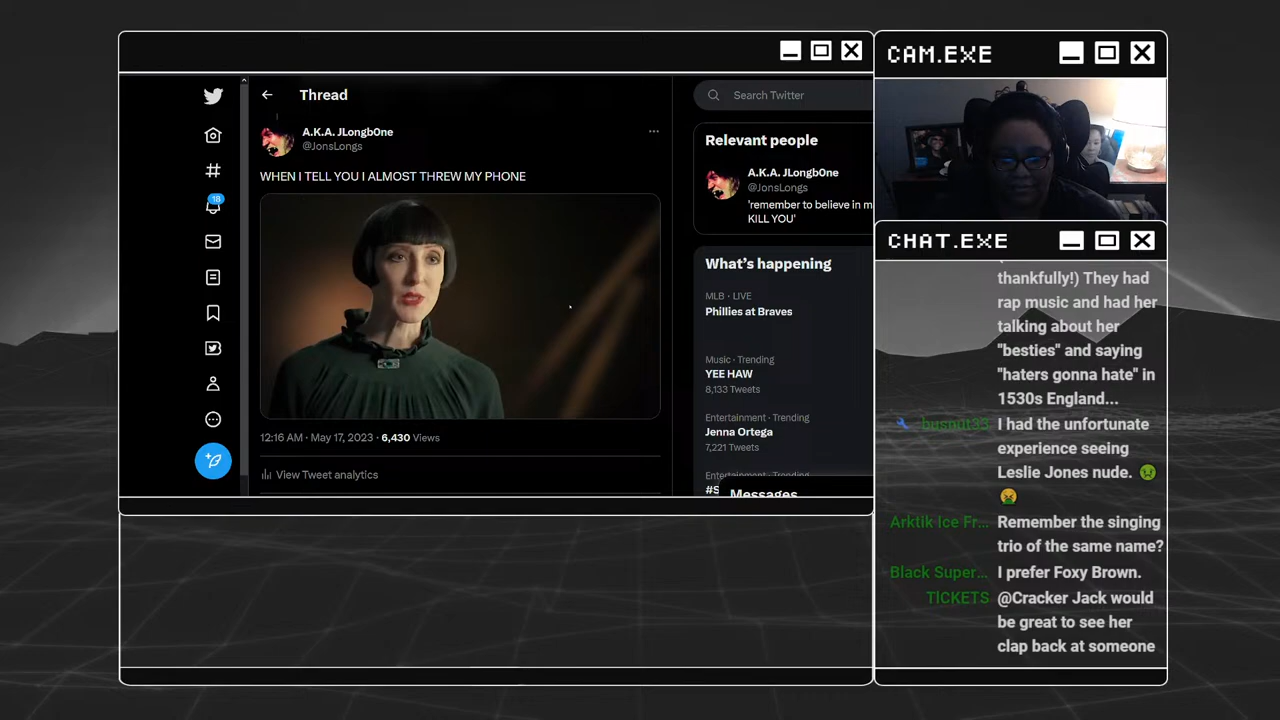 Thread
Search Twitter
A.K.A. JLongbOne
@JonsLongs
WHEN I TELL YOU I ALMOST THREW MY PHONE
12:16 AM · May 17, 2023 · 6,430 Views
View Tweet analytics
18
Relevant people
A.K.A. JLongbOne
@JonsLongs
'remember to believe in m
KILL YOU'
What's happening
MLB · LIVE
Phillies at Braves
Music · Trending
YEE HAW
8,133 Tweets
Entertainment · Trending
Jenna Ortega
7,221 Tweets
Entertainment · Trending
#S
Messages
CAM.EXE
CHAT.EXE
thankfully!) They had
rap music and had her
talking about her
"besties" and saying
"haters gonna hate" in
1530s England...
I had the unfortunate
experience seeing
Leslie Jones nude.
Arktik Ice Fr... Remember the singing
trio of the same name?
Black Super... I prefer Foxy Brown.
TICKETS @Cracker Jack would
be great to see her
clap back at someone